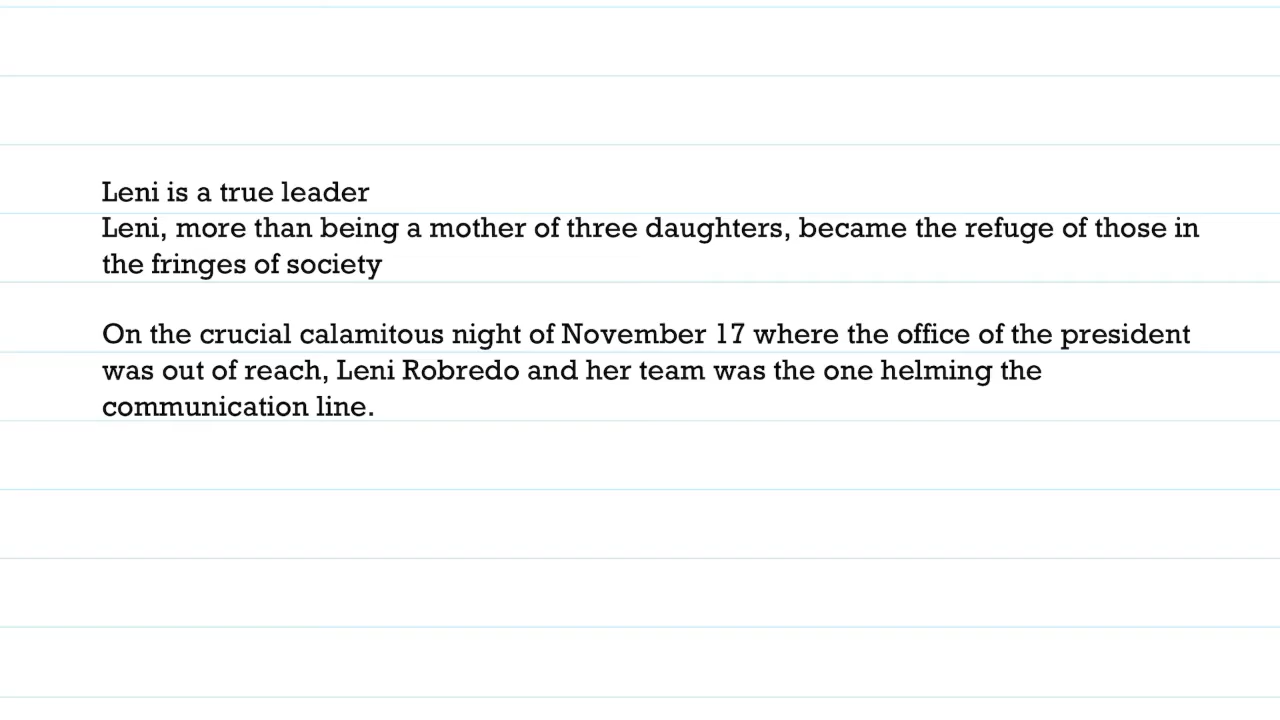 Leni is a true leader
Leni, more than being a mother of three daughters, became the refuge of those in
the fringes of society
On the crucial calamitous night of November 17 where the office of the president
was out of reach, Leni Robredo and her team was the one helming the
communication line.